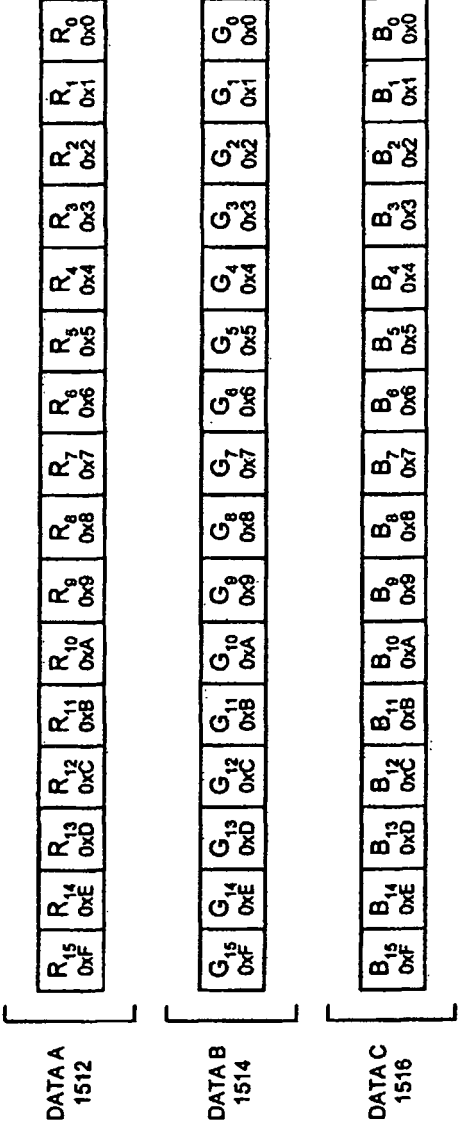 DATA A
1512
R₁₅ R₁₄ R₁₃ R₁₂ R₁₁ R₁₀ R₉ R₈ R₇ R₆ R₅ R₄ R₃ R₂ R₁ R₀
0xF 0xE 0xD 0xC 0xB 0xA 0x9 0x8 0x7 0x6 0x5 0x4 0x3 0x2 0x1 0x0
DATA B
1514
G₁₅ G₁₄ G₁₃ G₁₂ G₁₁ G₁₀ G₉ G₈ G₇ G₆ G₅ G₄ G₃ G₂ G₁ G₀
0xF 0xE 0xD 0xC 0xB 0xA 0x9 0x8 0x7 0x6 0x5 0x4 0x3 0x2 0x1 0x0
DATA C
1516
B₁₅ B₁₄ B₁₃ B₁₂ B₁₁ B₁₀ B₉ B₈ B₇ B₆ B₅ B₄ B₃ B₂ B₁ B₀
0xF 0xE 0xD 0xC 0xB 0xA 0x9 0x8 0x7 0x6 0x5 0x4 0x3 0x2 0x1 0x0